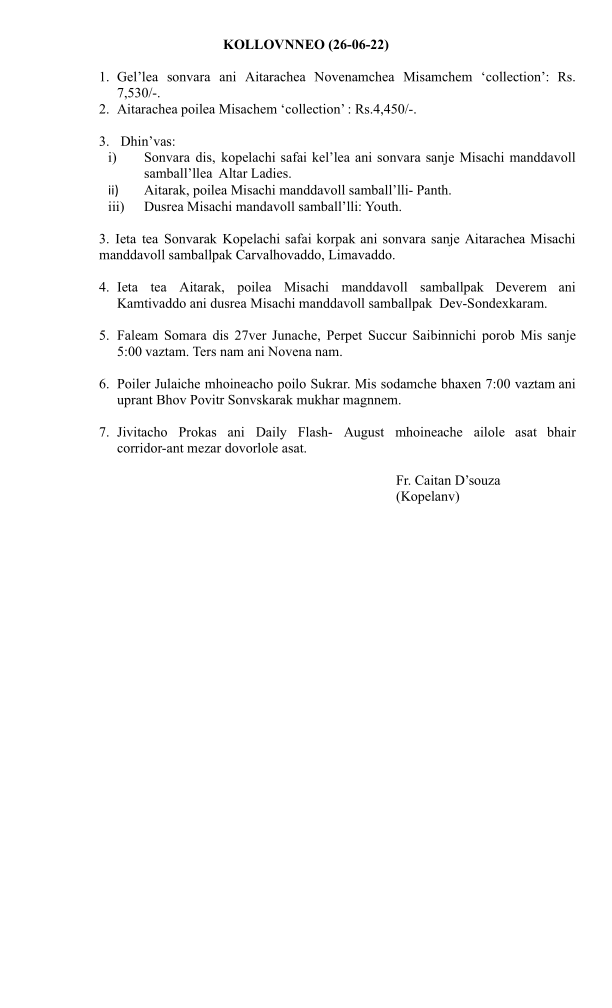 KOLLOVNNEO (26-06-22)
1. Gel’lea sonvara ani Aitarachea Novenamchea Misamchem ‘collection’: Rs.
7,530/-.
2. Aitarachea poilea Misachem ‘collection’ : Rs.4,450/-.
3. Dhin’vas:
i) Sonvara dis, kopelachi safai kel’lea ani sonvara sanje Misachi manddavoll
samball’llea Altar Ladies.
ii) Aitarak, poilea Misachi manddavoll samball’lli- Panth.
iii) Dusrea Misachi mandavoll samball’lli: Youth.
3. Ieta tea Sonvarak Kopelachi safai korpak ani sonvara sanje Aitarachea Misachi
manddavoll samballpak Carvalhovaddo, Limavaddo.
4. Ieta tea Aitarak, poilea Misachi manddavoll samballpak Deverem ani
Kamtivaddo ani dusrea Misachi manddavoll samballpak Dev-Sondexkaram.
5. Faleam Somara dis 27ver Junache, Perpet Succur Saibinnichi porob Mis sanje
5:00 vaztam. Ters nam ani Novena nam.
6. Poiler Julaiche mhoineacho poilo Sukrar. Mis sodamche bhaxen 7:00 vaztam ani
uprant Bhov Povitr Sonvskarak mukhar magnnem.
7. Jivitacho Prokas ani Daily Flash- August mhoineache ailole asat bhair
corridor-ant mezar dovorlole asat.
Fr. Caitan D’souza
(Kopelanv)